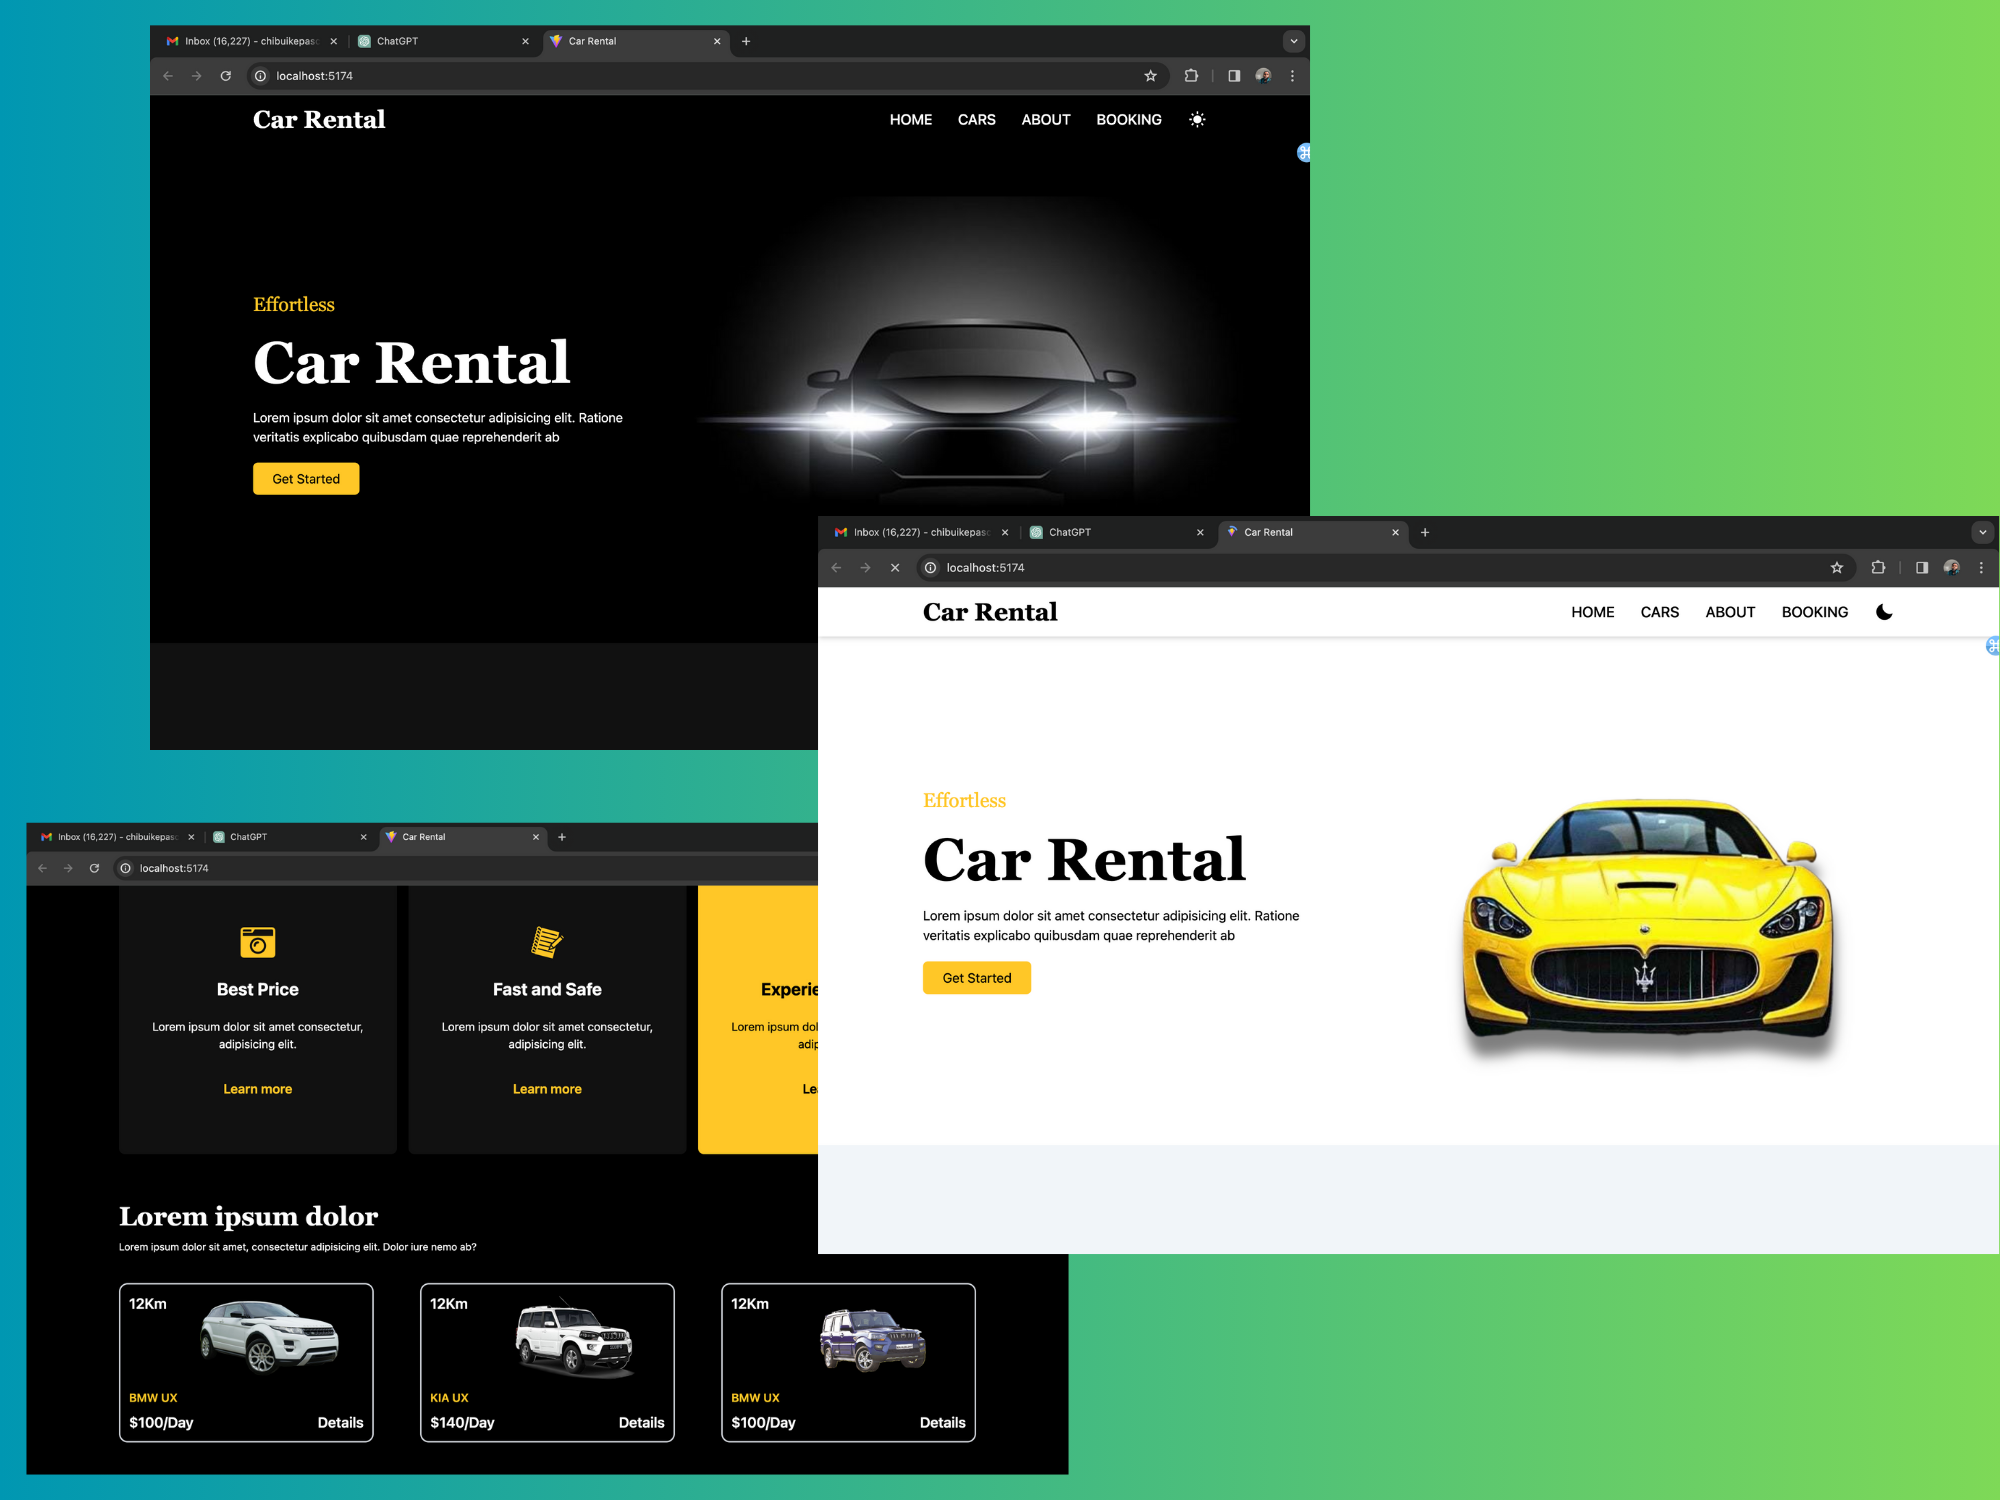 Inbox (16,227) - chibuikepasc
ChatGPT
Car Rental
localhost:5174
Car Rental
HOME CARS ABOUT BOOKING
Effortless
Car Rental
Lorem ipsum dolor sit amet consectetur adipisicing elit. Ratione
veritatis explicabo quibusdam quae reprehenderit ab
Get Started
Inbox (16,227) - chibuikepasc
ChatGPT
Car Rental
localhost:5174
Car Rental
HOME CARS ABOUT BOOKING
Effortless
Car Rental
Lorem ipsum dolor sit amet consectetur adipisicing elit. Ratione
veritatis explicabo quibusdam quae reprehenderit ab
Get Started
Inbox (16,227) - chibuikepasc
ChatGPT
Car Rental
localhost:5174
Best Price
Lorem ipsum dolor sit amet consectetur,
adipisicing elit.
Learn more
Fast and Safe
Lorem ipsum dolor sit amet consectetur,
adipisicing elit.
Learn more
Experie
Lorem ipsum dol
adip
Le
Lorem ipsum dolor
Lorem ipsum dolor sit amet, consectetur adipisicing elit. Dolor iure nemo ab?
12Km
BMW UX
$100/Day Details
12Km
KIA UX
$140/Day Details
12Km
BMW UX
$100/Day Details